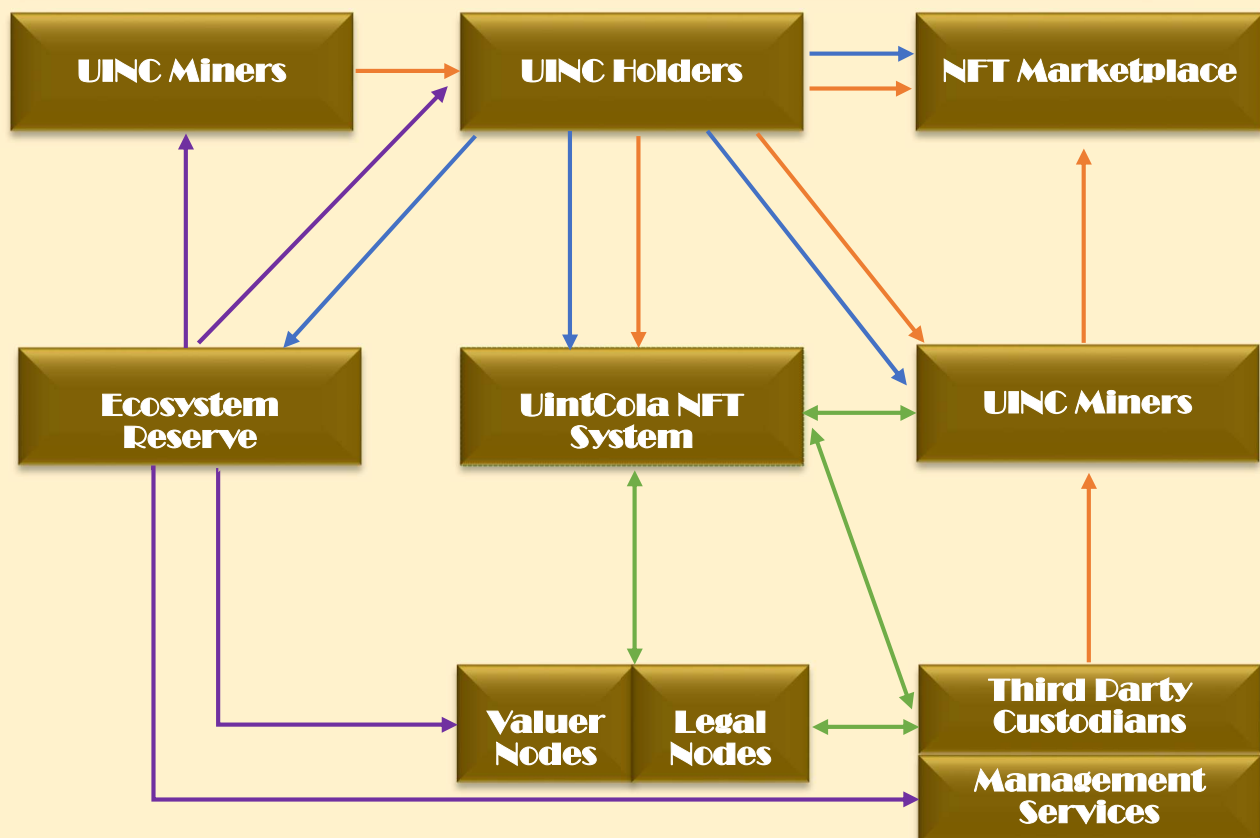 UINC Miners
UINC Holders
NFT Marketplace
Ecosystem
Reserve
UintCola NFT
System
UINC Miners
Valuer
Nodes
Legal
Nodes
Third Party
Custodians
Management
Services